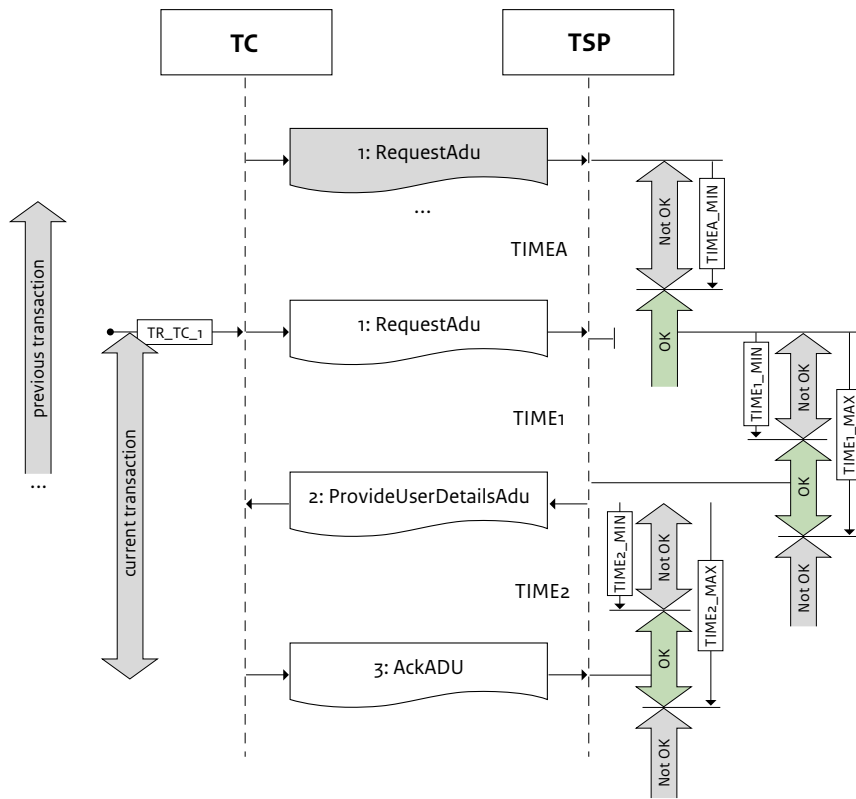 TC
TSP
1: RequestAdu
...
Not OK
TIMEA_MIN
TIMEA
previous transaction
...
TR_TC_1
1: RequestAdu
OK
current transaction
TIME1
TIME1_MIN
Not OK
TIME1_MAX
OK
Not OK
2: ProvideUserDetailsAdu
TIME2
TIME2_MIN
Not OK
TIME2_MAX
OK
Not OK
3: AckADU